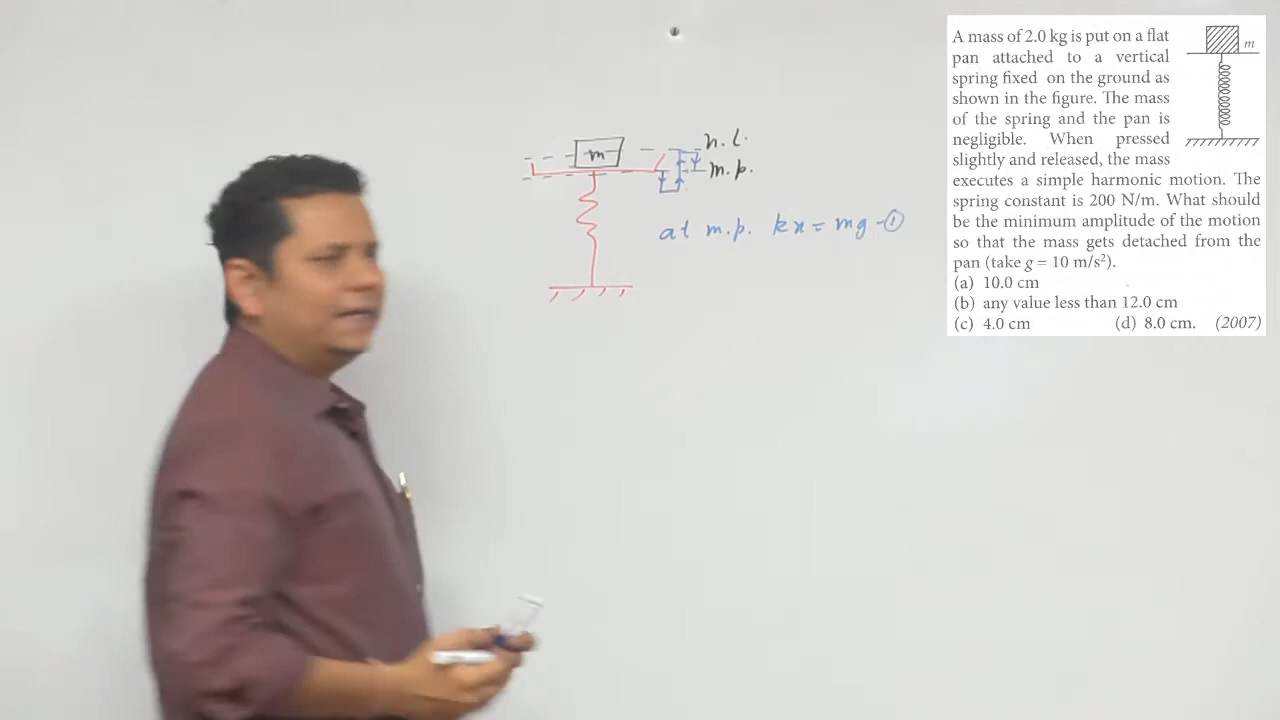 n.l.
m
m.p.
at m.p. kx = mg -①
A mass of 2.0 kg is put on a flat
pan attached to a vertical
spring fixed on the ground as
shown in the figure. The mass
of the spring and the pan is
negligible. When pressed
slightly and released, the mass
executes a simple harmonic motion. The
spring constant is 200 N/m. What should
be the minimum amplitude of the motion
so that the mass gets detached from the
pan (take g = 10 m/s²).
(a) 10.0 cm
(b) any value less than 12.0 cm
(c) 4.0 cm (d) 8.0 cm. (2007)
m